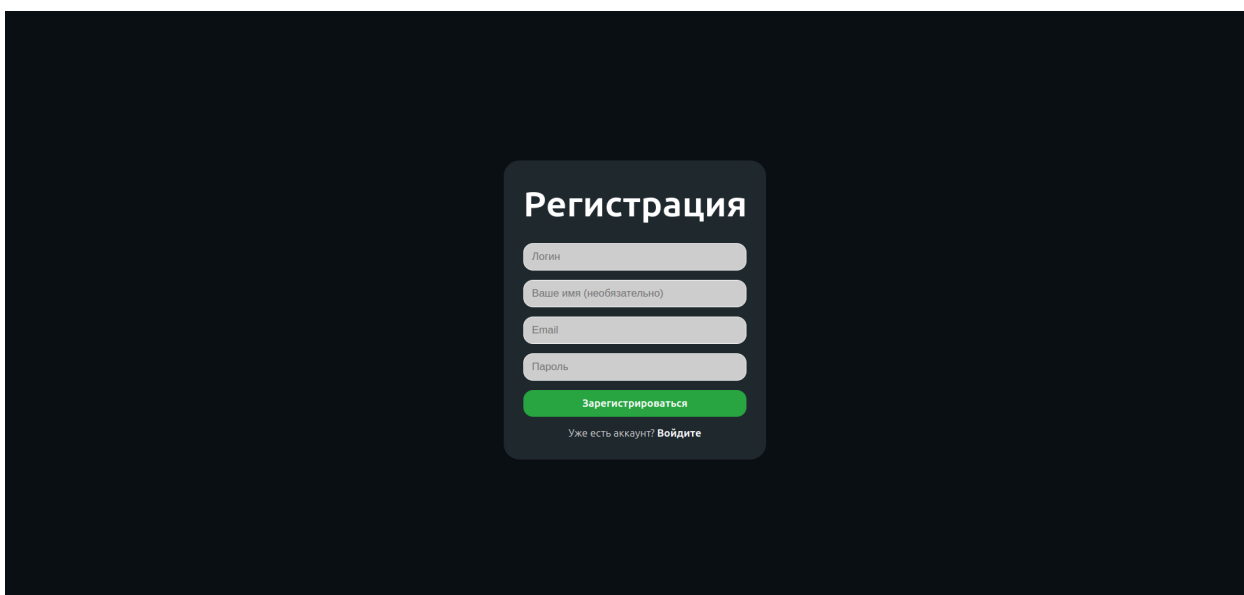 Регистрация
Логин
Ваше имя (необязательно)
Email
Пароль
Зарегистрироваться
Уже есть аккаунт? Войдите